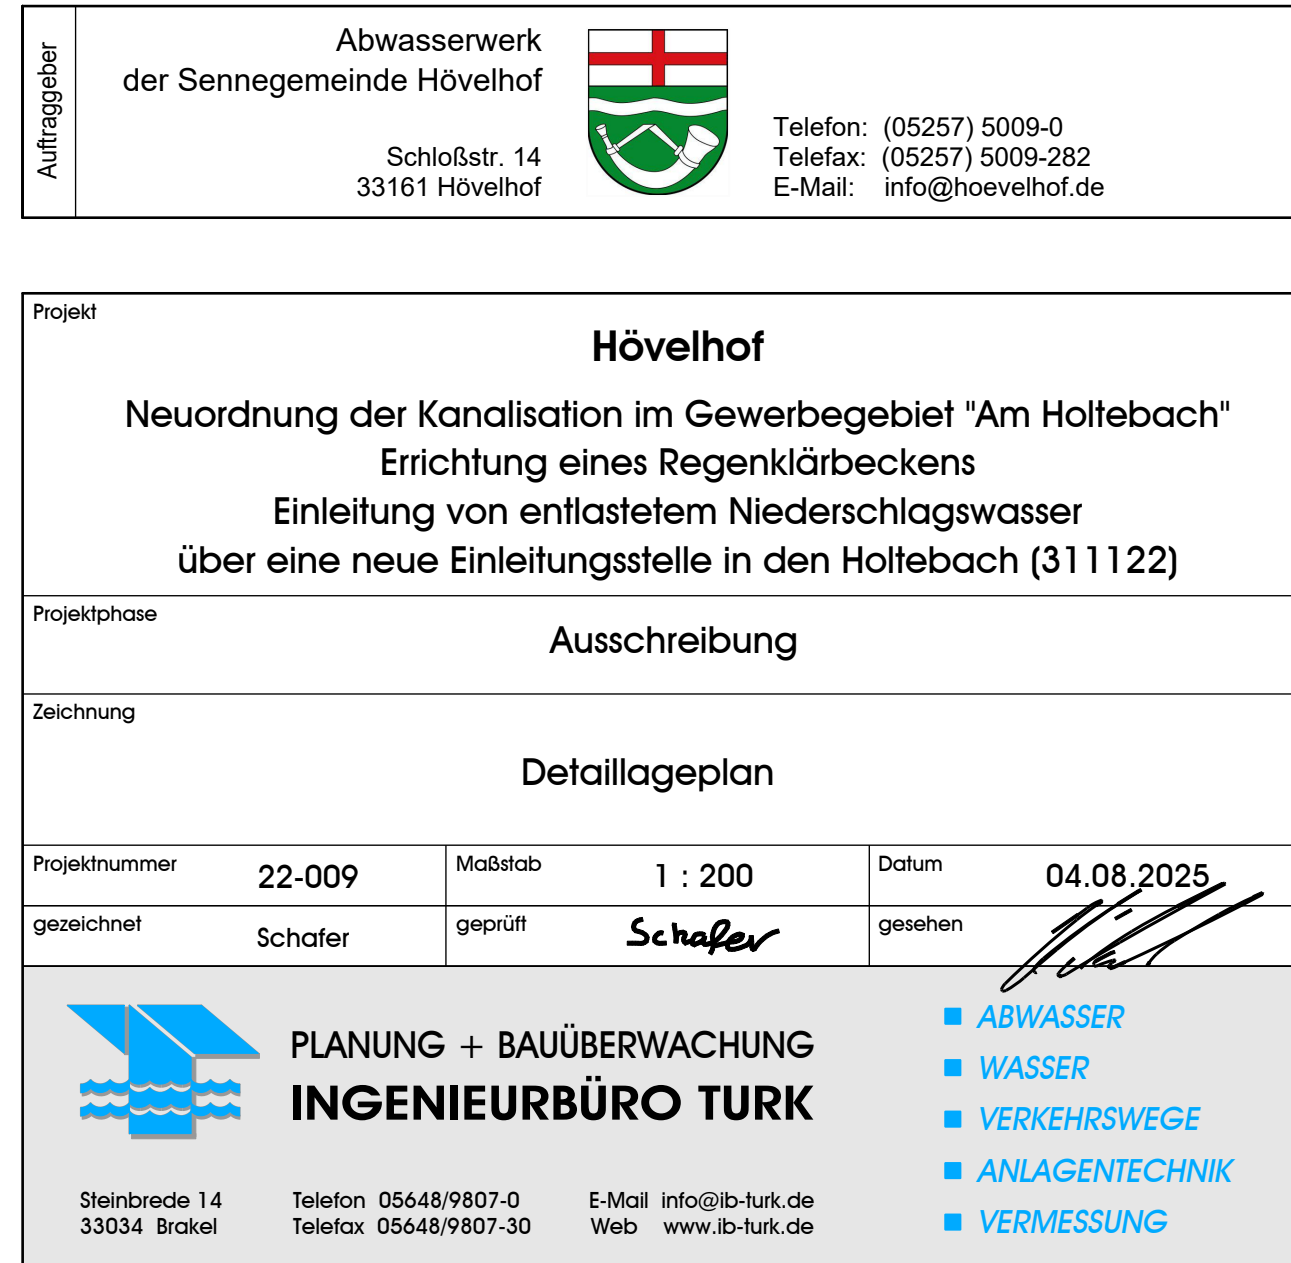 Auftraggeber
Abwasserwerk
der Sennegemeinde Hövelhof
Schloßstr. 14
33161 Hövelhof
Telefon: (05257) 5009-0
Telefax: (05257) 5009-282
E-Mail: info@hoevelhof.de
Projekt
Hövelhof
Neuordnung der Kanalisation im Gewerbegebiet "Am Holtebach"
Errichtung eines Regenklärbeckens
Einleitung von entlastetem Niederschlagswasser
über eine neue Einleitungsstelle in den Holtebach (311122)
Projektphase
Ausschreibung
Zeichnung
Detaillageplan
Projektnummer 22-009
Maßstab 1 : 200
Datum 04.08.2025
gezeichnet Schafer
geprüft Schafer
gesehen
PLANUNG + BAUÜBERWACHUNG
INGENIEURBÜRO TURK
Steinbrede 14
33034 Brakel
Telefon 05648/9807-0
Telefax 05648/9807-30
E-Mail info@ib-turk.de
Web www.ib-turk.de
ABWASSER
WASSER
VERKEHRSWEGE
ANLAGENTECHNIK
VERMESSUNG